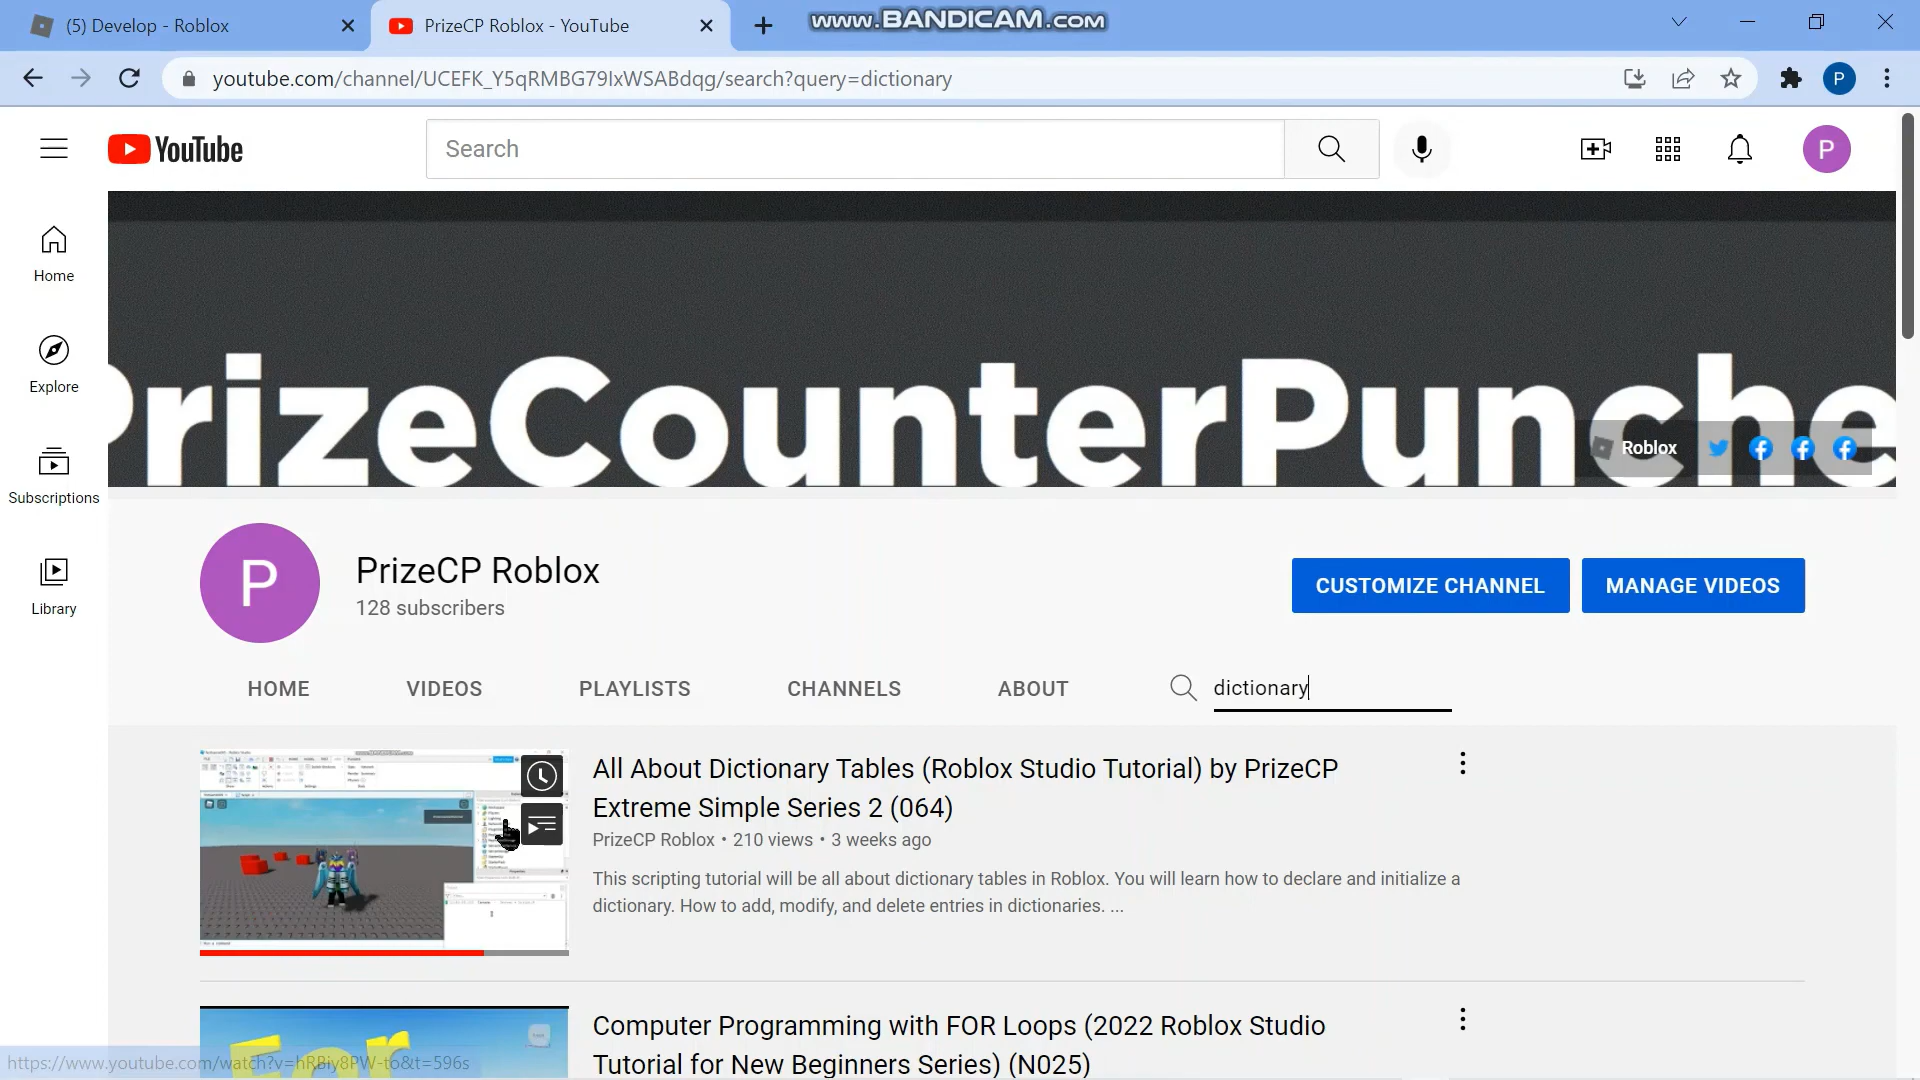 (5) Develop - Roblox
PrizeCP Roblox - YouTube
www.BANDICAM.com
youtube.com/channel/UCEFK_Y5qRMBG79IxWSABdqg/search?query=dictionary
P
YouTube
Search
P
Home
Explore
Subscriptions
Library
PrizeCounterPunche
Roblox
P
PrizeCP Roblox
128 subscribers
CUSTOMIZE CHANNEL
MANAGE VIDEOS
HOME
VIDEOS
PLAYLISTS
CHANNELS
ABOUT
dictionary
All About Dictionary Tables (Roblox Studio Tutorial) by PrizeCP
Extreme Simple Series 2 (064)
PrizeCP Roblox • 210 views • 3 weeks ago
This scripting tutorial will be all about dictionary tables in Roblox. You will learn how to declare and initialize a
dictionary. How to add, modify, and delete entries in dictionaries. ...
For
Computer Programming with FOR Loops (2022 Roblox Studio
Tutorial for New Beginners Series) (N025)
https://www.youtube.com/watch?v=hRBiy8PW-to&t=596s